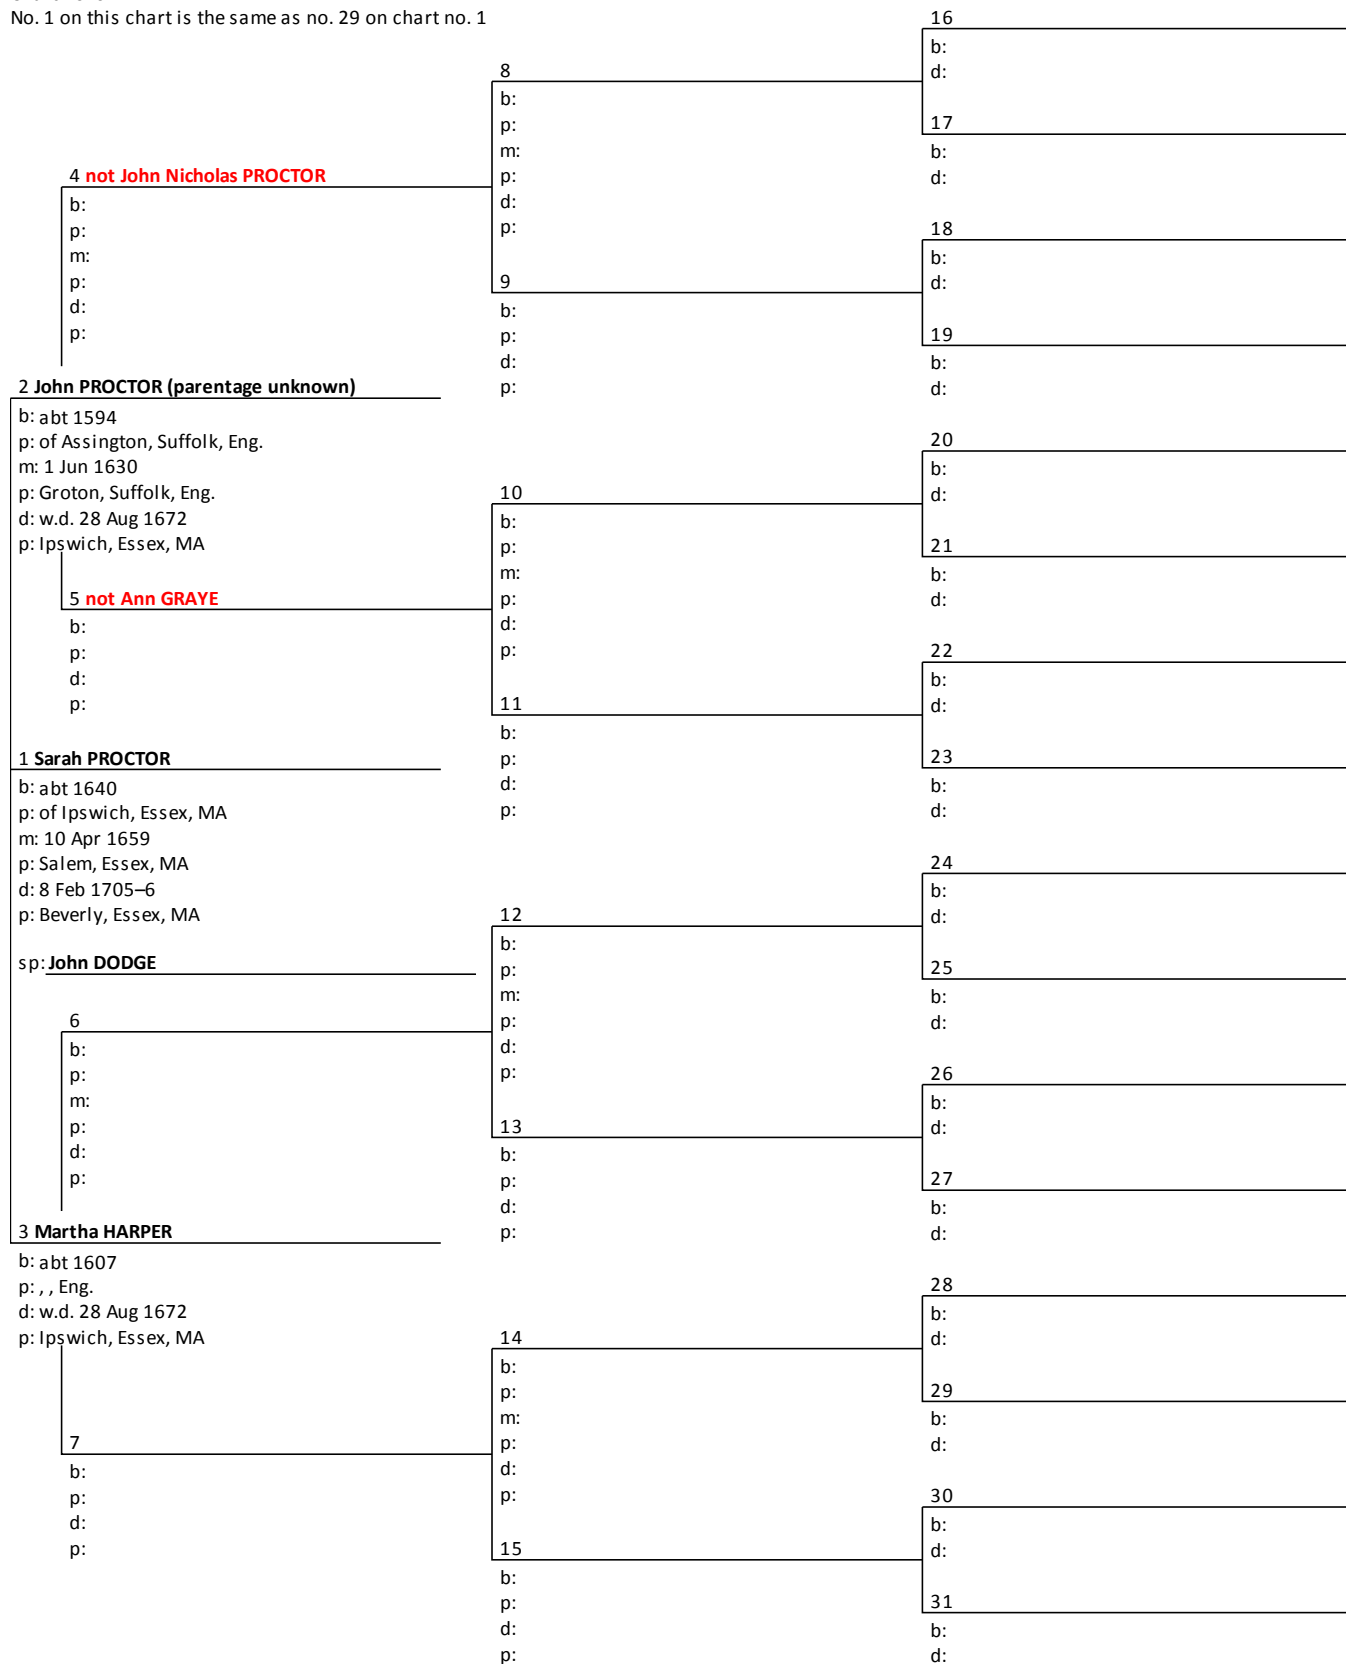 No. 1 on this chart is the same as no. 29 on chart no. 1
16
b:
d:
8
b:
p:
m:
p:
d:
p:
17
b:
d:
4 not John Nicholas PROCTOR
b:
p:
m:
p:
d:
p:
18
b:
d:
9
b:
p:
d:
p:
19
b:
d:
2 John PROCTOR (parentage unknown)
b: abt 1594
p: of Assington, Suffolk, Eng.
m: 1 Jun 1630
p: Groton, Suffolk, Eng.
d: w.d. 28 Aug 1672
p: Ipswich, Essex, MA
20
b:
d:
10
b:
p:
m:
p:
d:
p:
21
b:
d:
5 not Ann GRAYE
b:
p:
d:
p:
22
b:
d:
11
b:
p:
d:
p:
23
b:
d:
1 Sarah PROCTOR
b: abt 1640
p: of Ipswich, Essex, MA
m: 10 Apr 1659
p: Salem, Essex, MA
d: 8 Feb 1705–6
p: Beverly, Essex, MA
sp: John DODGE
24
b:
d:
12
b:
p:
m:
p:
d:
p:
25
b:
d:
6
b:
p:
m:
p:
d:
p:
26
b:
d:
13
b:
p:
d:
p:
27
b:
d:
3 Martha HARPER
b: abt 1607
p: , , Eng.
d: w.d. 28 Aug 1672
p: Ipswich, Essex, MA
28
b:
d:
14
b:
p:
m:
p:
d:
p:
29
b:
d:
7
b:
p:
d:
p:
30
b:
d:
15
b:
p:
d:
p:
31
b:
d: